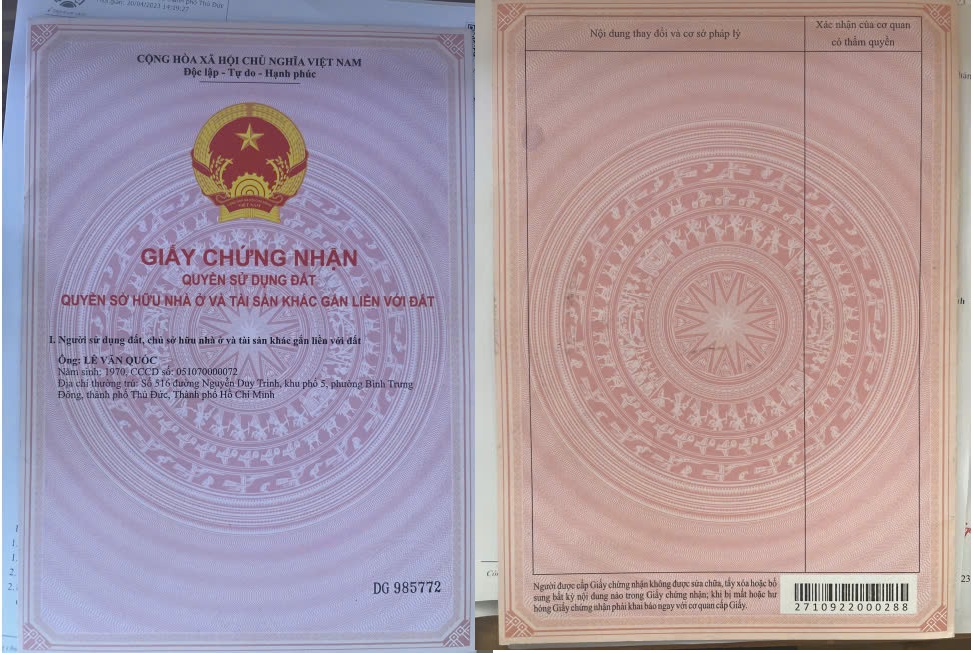 30/04/2023 14:39:27
CỘNG HÒA XÃ HỘI CHỦ NGHĨA VIỆT NAM
Độc lập - Tự do - Hạnh phúc
GIẤY CHỨNG NHẬN
QUYỀN SỬ DỤNG ĐẤT
QUYỀN SỞ HỮU NHÀ Ở VÀ TÀI SẢN KHÁC GẮN LIỀN VỚI ĐẤT
I. Người sử dụng đất, chủ sở hữu nhà ở và tài sản khác gắn liền với đất
Ông: LÊ VĂN QUỐC
Năm sinh: 1970, CCCD số: 051070000072
Địa chỉ thường trú: Số 516 đường Nguyễn Duy Trinh, khu phố 5, phường Bình Trưng
Đông, thành phố Thủ Đức, Thành phố Hồ Chí Minh
DG 985772
Nội dung thay đổi và cơ sở pháp lý
Xác nhận của cơ quan
có thẩm quyền
Người được cấp Giấy chứng nhận không được sửa chữa, tẩy xóa hoặc bổ
sung bất kỳ nội dung nào trong Giấy chứng nhận; khi bị mất hoặc hư
hỏng Giấy chứng nhận phải khai báo ngay với cơ quan cấp Giấy.
2710922000288